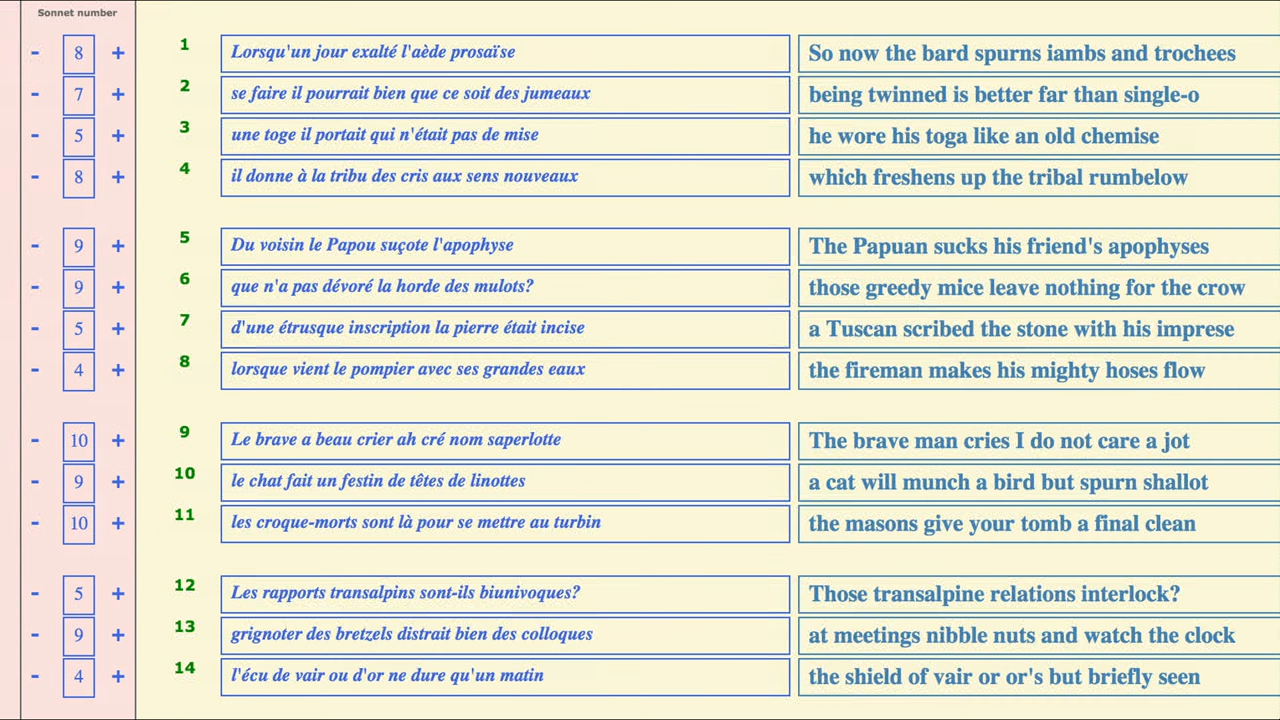 Sonnet number
- 8 + 1 Lorsqu'un jour exalté l'aède prosaïse So now the bard spurns iambs and trochees
- 7 + 2 se faire il pourrait bien que ce soit des jumeaux being twinned is better far than single-o
- 5 + 3 une toge il portait qui n'était pas de mise he wore his toga like an old chemise
- 8 + 4 il donne à la tribu des cris aux sens nouveaux which freshens up the tribal rumbelow
- 9 + 5 Du voisin le Papou suçote l'apophyse The Papuan sucks his friend's apophyses
- 9 + 6 que n'a pas dévoré la horde des mulots? those greedy mice leave nothing for the crow
- 5 + 7 d'une étrusque inscription la pierre était incise a Tuscan scribed the stone with his imprese
- 4 + 8 lorsque vient le pompier avec ses grandes eaux the fireman makes his mighty hoses flow
- 10 + 9 Le brave a beau crier ah cré nom saperlotte The brave man cries I do not care a jot
- 9 + 10 le chat fait un festin de têtes de linottes a cat will munch a bird but spurn shallot
- 10 + 11 les croque-morts sont là pour se mettre au turbin the masons give your tomb a final clean
- 5 + 12 Les rapports transalpins sont-ils biunivoques? Those transalpine relations interlock?
- 9 + 13 grignoter des bretzels distrait bien des colloques at meetings nibble nuts and watch the clock
- 4 + 14 l'écu de vair ou d'or ne dure qu'un matin the shield of vair or or's but briefly seen